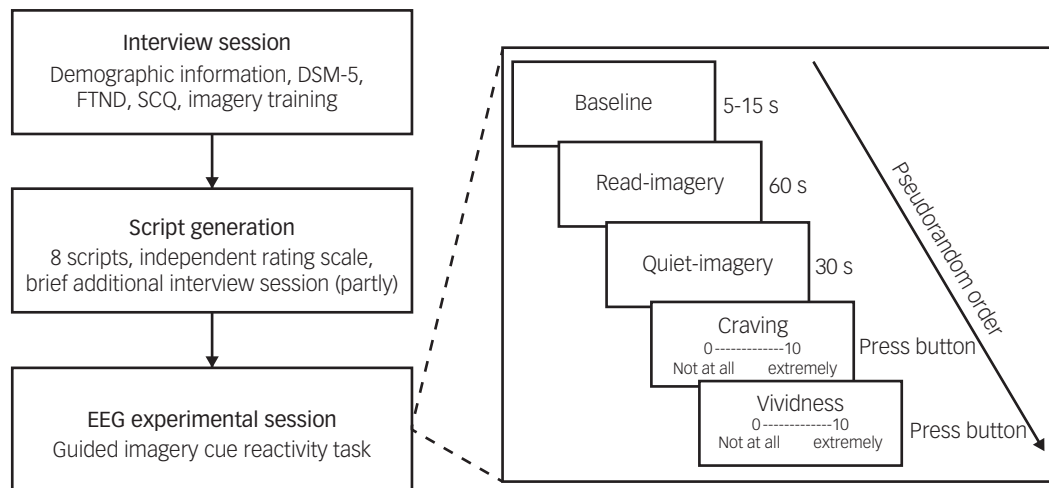 Interview session
Demographic information, DSM-5,
FTND, SCQ, imagery training
Script generation
8 scripts, independent rating scale,
brief additional interview session (partly)
EEG experimental session
Guided imagery cue reactivity task
Baseline
5-15 s
Read-imagery
60 s
Quiet-imagery
30 s
Craving
0-------------10
Not at all extremely
Press button
Vividness
0-------------10
Not at all extremely
Press button
Pseudorandom order